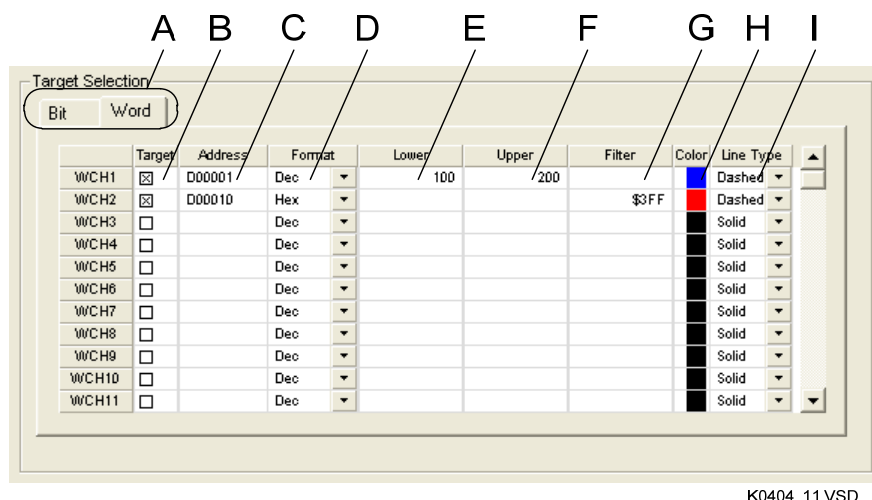 A B C D E F G H I
Target Selection
Bit Word
Target Address Format Lower Upper Filter Color Line Type
WCH1 D00001 Dec 100 200 Dashed
WCH2 D00010 Hex $3FF Dashed
WCH3 Dec Solid
WCH4 Dec Solid
WCH5 Dec Solid
WCH6 Dec Solid
WCH7 Dec Solid
WCH8 Dec Solid
WCH9 Dec Solid
WCH10 Dec Solid
WCH11 Dec Solid
K0404_11.VSD